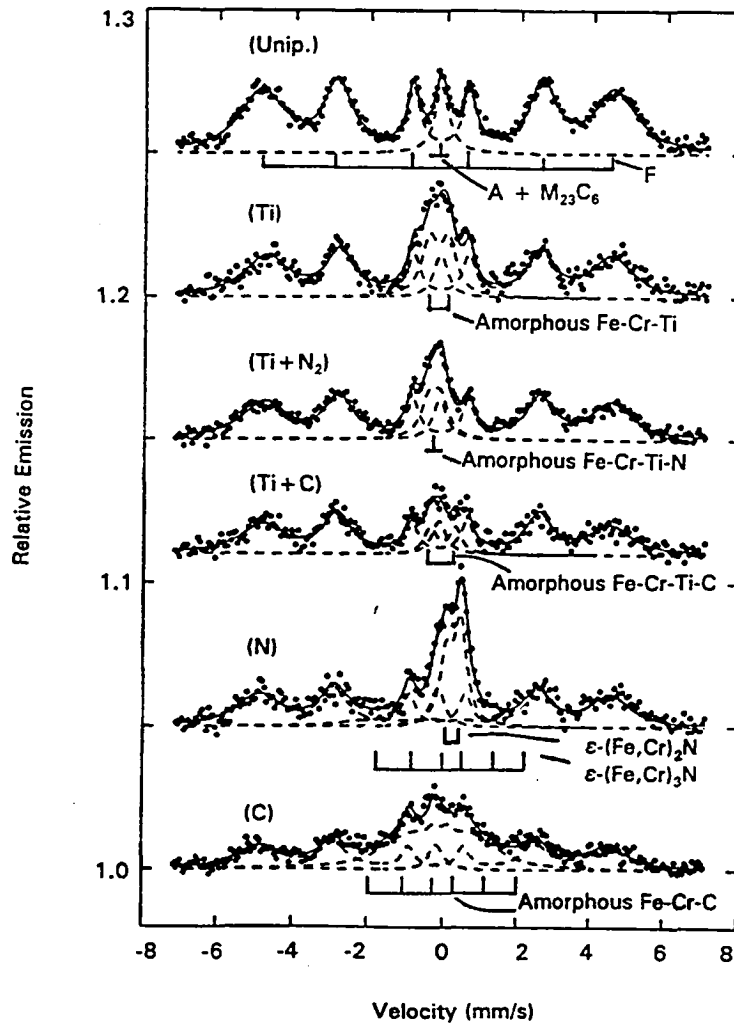 1.3
(Unip.)
F
A + M23C6
(Ti)
1.2
Amorphous Fe-Cr-Ti
(Ti+N2)
Amorphous Fe-Cr-Ti-N
(Ti+C)
Amorphous Fe-Cr-Ti-C
1.1
(N)
ε-(Fe,Cr)2N
ε-(Fe,Cr)3N
(C)
1.0
Amorphous Fe-Cr-C
Relative Emission
-8 -6 -4 -2 0 2 4 6 8
Velocity (mm/s)